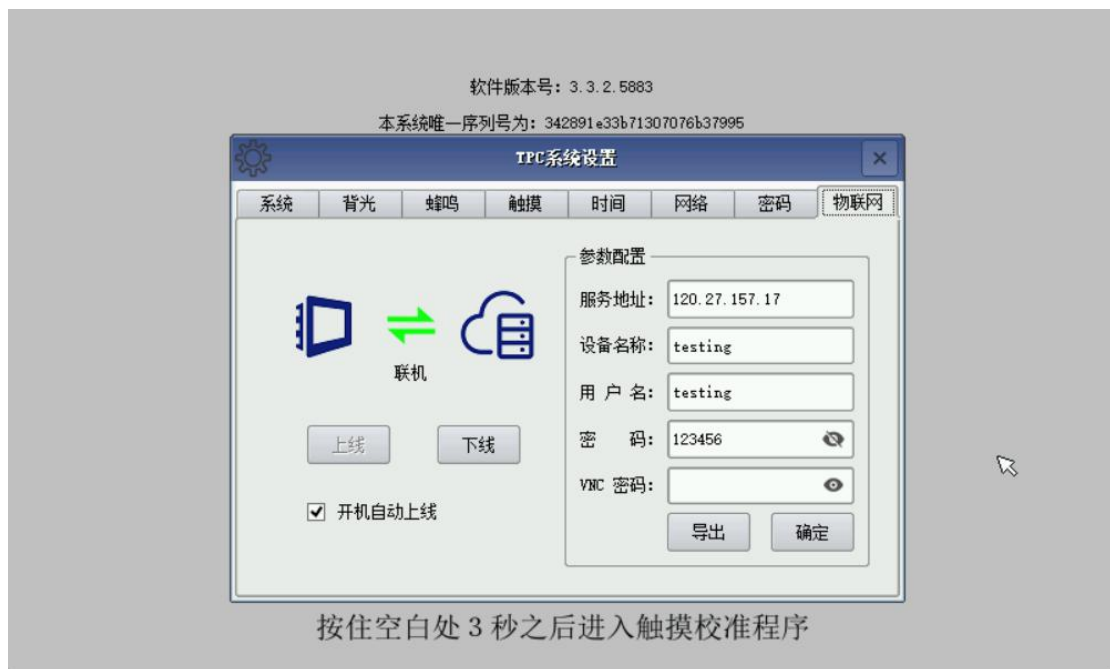 软件版本号：3.3.2.5883
本系统唯一序列号为：342891e33b71307076b37995
TPC系统设置
系统 背光 蜂鸣 触摸 时间 网络 密码 物联网
参数配置
服务地址： 120.27.157.17
设备名称： testing
联机
用 户 名： testing
上线 下线
密 码： 123456
VNC 密码：
开机自动上线
导出 确定
按住空白处 3 秒之后进入触摸校准程序